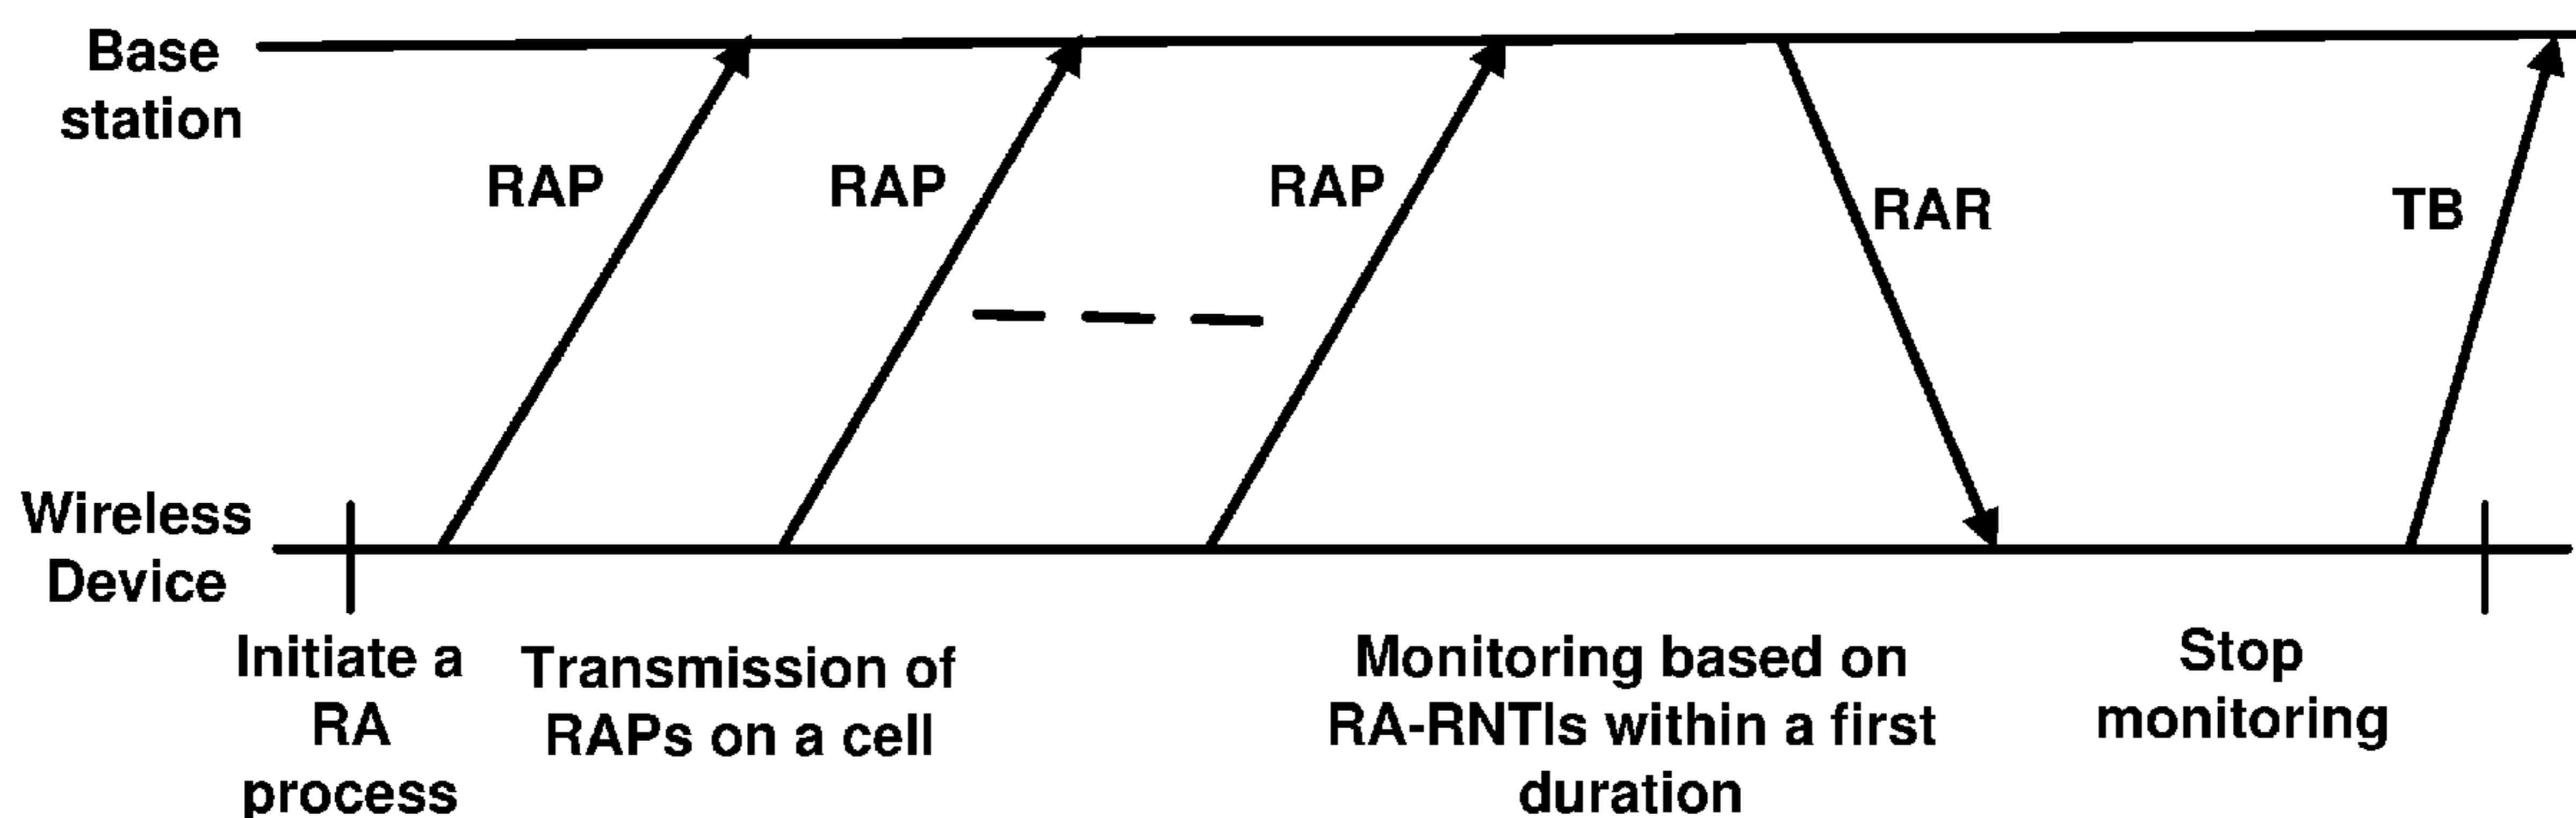 Base
station
RAP
RAP
RAP
RAR
TB
Wireless
Device
Initiate a
RA
process
Transmission of
RAPs on a cell
Monitoring based on
RA-RNTIs within a first
duration
Stop
monitoring